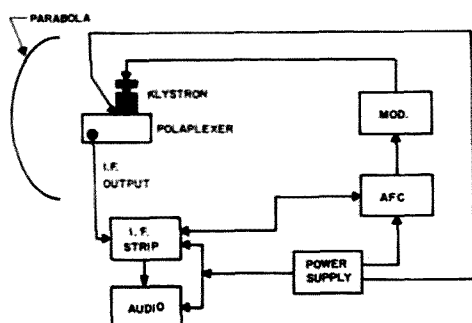 PARABOLA
KLYSTRON
POLAPLEXER
MOD.
I.F.
OUTPUT
AFC
I. F.
STRIP
POWER
SUPPLY
AUDIO